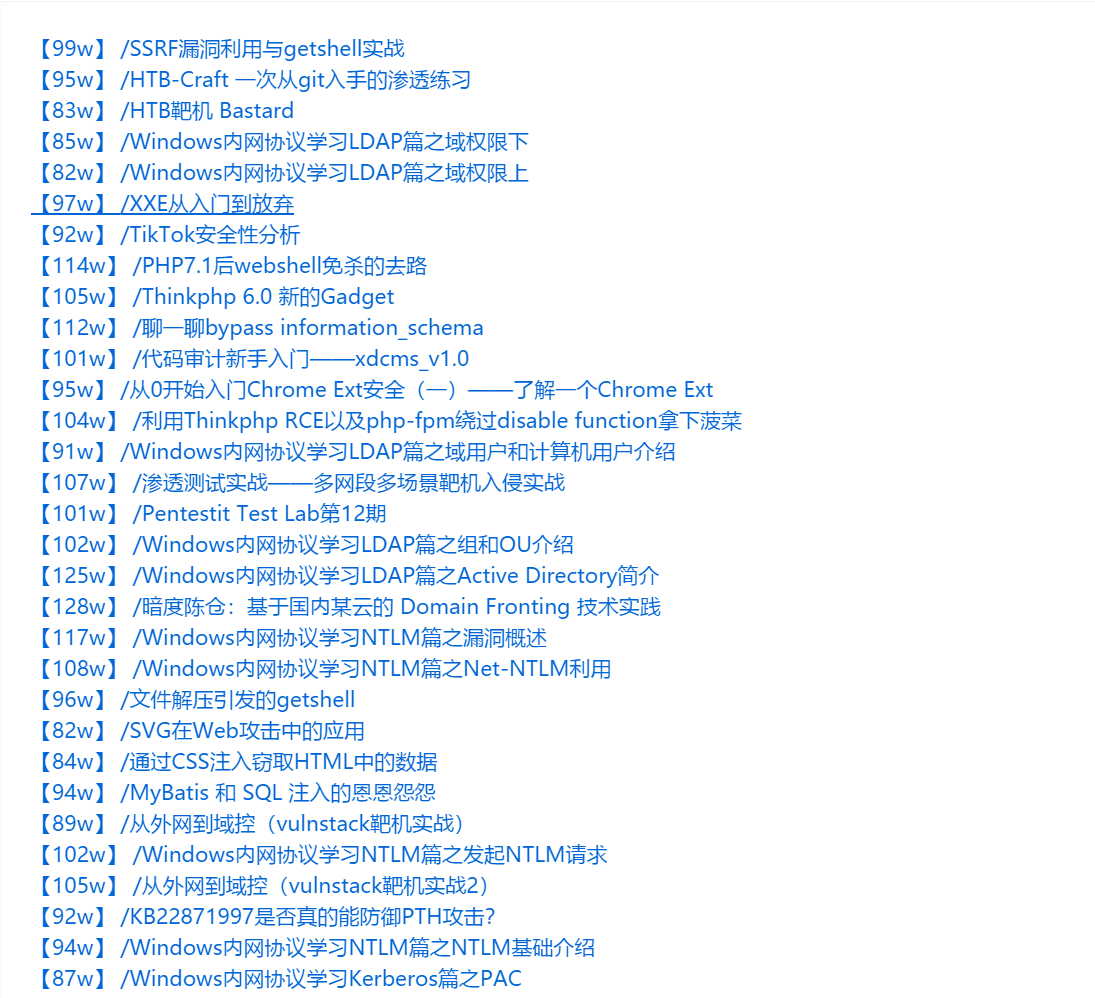 【99w】 /SSRF漏洞利用与getshell实战
【95w】 /HTB-Craft 一次从git入手的渗透练习
【83w】 /HTB靶机 Bastard
【85w】 /Windows内网协议学习LDAP篇之域权限下
【82w】 /Windows内网协议学习LDAP篇之域权限上
【97w】 /XXE从入门到放弃
【92w】 /TikTok安全性分析
【114w】 /PHP7.1后webshell免杀的去路
【105w】 /Thinkphp 6.0 新的Gadget
【112w】 /聊一聊bypass information_schema
【101w】 /代码审计新手入门——xdcms_v1.0
【95w】 /从0开始入门Chrome Ext安全（一）——了解一个Chrome Ext
【104w】 /利用Thinkphp RCE以及php-fpm绕过disable function拿下菠菜
【91w】 /Windows内网协议学习LDAP篇之域用户和计算机用户介绍
【107w】 /渗透测试实战——多网段多场景靶机入侵实战
【101w】 /Pentestit Test Lab第12期
【102w】 /Windows内网协议学习LDAP篇之组和OU介绍
【125w】 /Windows内网协议学习LDAP篇之Active Directory简介
【128w】 /暗度陈仓：基于国内某云的 Domain Fronting 技术实践
【117w】 /Windows内网协议学习NTLM篇之漏洞概述
【108w】 /Windows内网协议学习NTLM篇之Net-NTLM利用
【96w】 /文件解压引发的getshell
【82w】 /SVG在Web攻击中的应用
【84w】 /通过CSS注入窃取HTML中的数据
【94w】 /MyBatis 和 SQL 注入的恩恩怨怨
【89w】 /从外网到域控（vulnstack靶机实战）
【102w】 /Windows内网协议学习NTLM篇之发起NTLM请求
【105w】 /从外网到域控（vulnstack靶机实战2）
【92w】 /KB22871997是否真的能防御PTH攻击？
【94w】 /Windows内网协议学习NTLM篇之NTLM基础介绍
【87w】 /Windows内网协议学习Kerberos篇之PAC